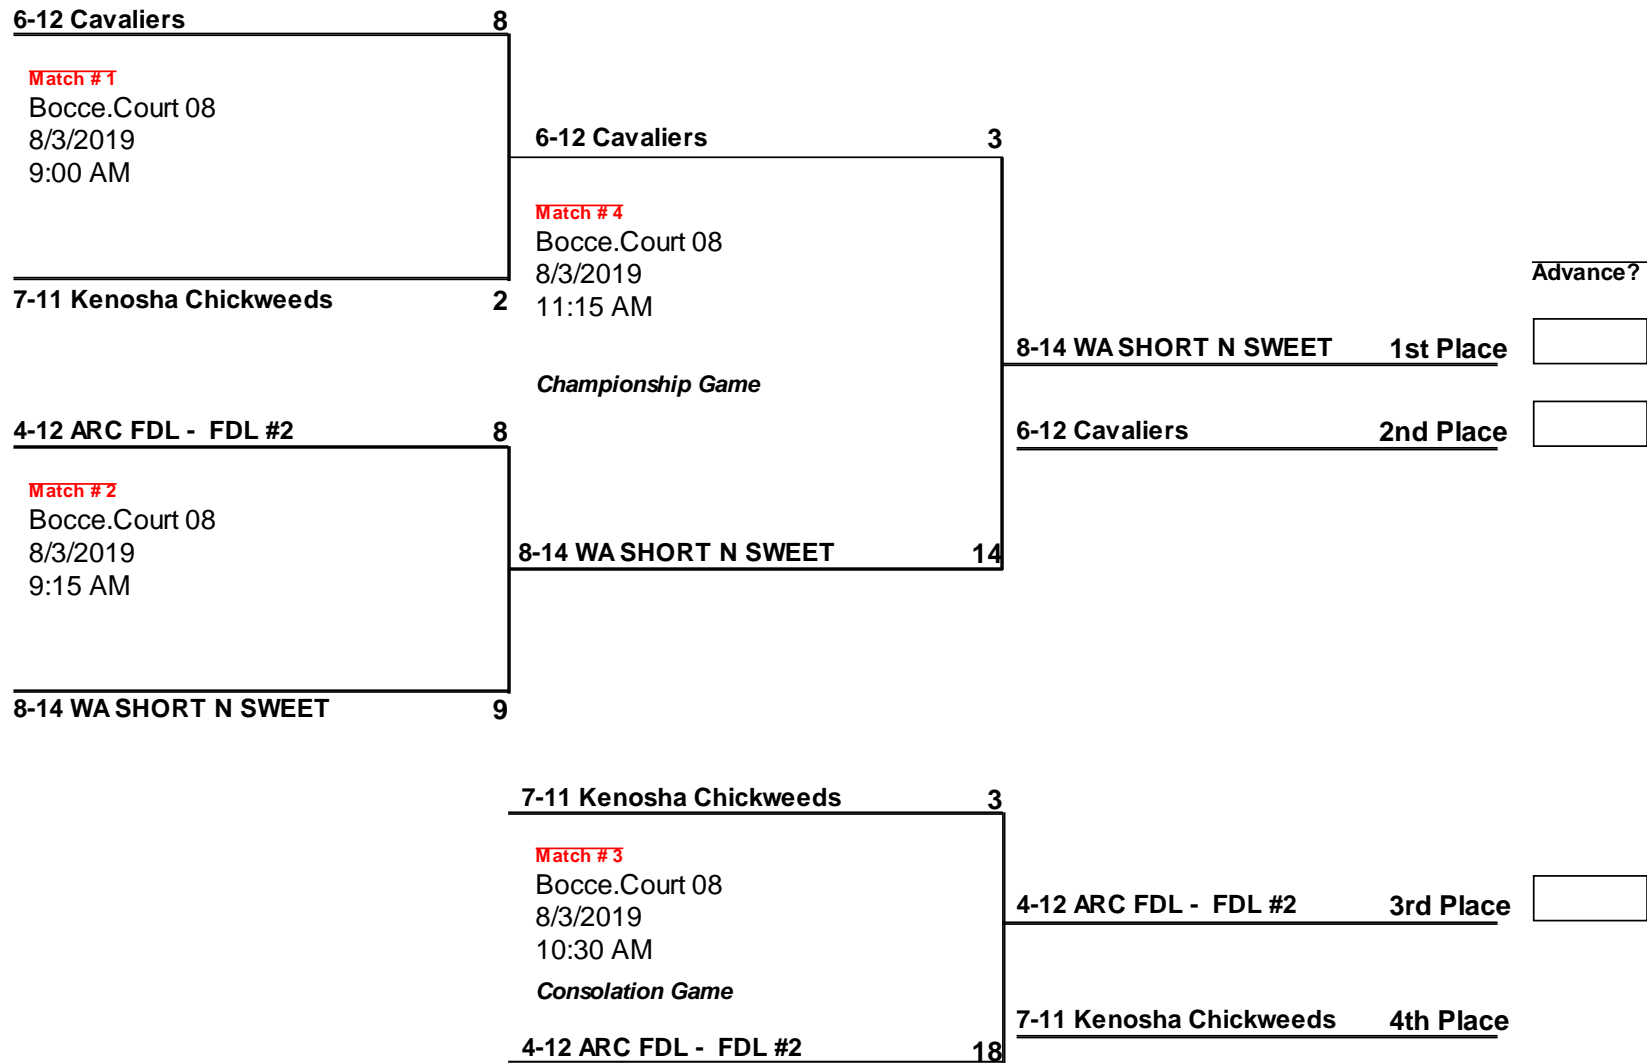 6-12 Cavaliers 8
Match # 1
Bocce.Court 08
8/3/2019
9:00 AM
7-11 Kenosha Chickweeds 2
6-12 Cavaliers 3
Match # 4
Bocce.Court 08
8/3/2019
11:15 AM
Championship Game
4-12 ARC FDL - FDL #2 8
Match # 2
Bocce.Court 08
8/3/2019
9:15 AM
8-14 WA SHORT N SWEET 9
8-14 WA SHORT N SWEET 14
Advance?
8-14 WA SHORT N SWEET 1st Place
6-12 Cavaliers 2nd Place
7-11 Kenosha Chickweeds 3
Match # 3
Bocce.Court 08
8/3/2019
10:30 AM
Consolation Game
4-12 ARC FDL - FDL #2 18
4-12 ARC FDL - FDL #2 3rd Place
7-11 Kenosha Chickweeds 4th Place